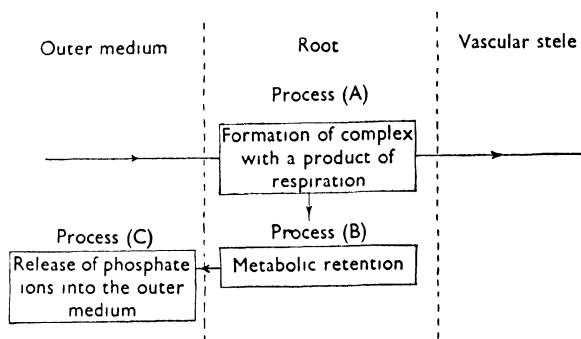 Outer medium
Root
Vascular stele
Process (A)
Formation of complex
with a product of
respiration
Process (B)
Metabolic retention
Process (C)
Release of phosphate
ions into the outer
medium